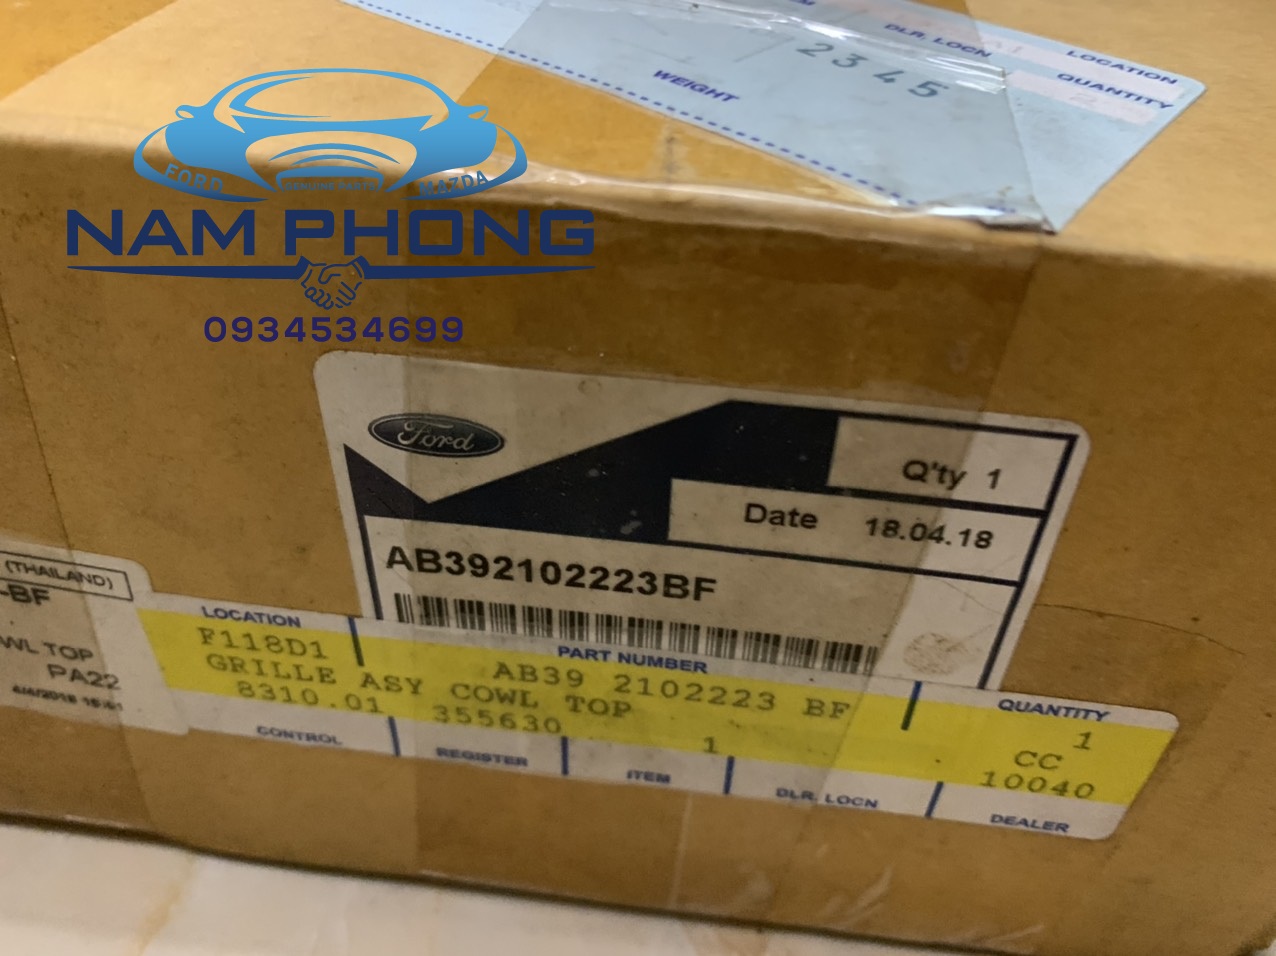 DLR. LOCN
LOCATION
QUANTITY
2345
WEIGHT
FORD
GENUINE PARTS
MAZDA
NAM PHONG
0934534699
Ford
Q'ty 1
Date 18.04.18
AB392102223BF
(THAILAND)
-BF
WL TOP
PA22
LOCATION
PART NUMBER
QUANTITY
F118D1
AB39 2102223 BF
1
GRILLE ASY COWL TOP
CC
8310.01 355630 1
10040
CONTROL
REGISTER
ITEM
DLR. LOCN
DEALER